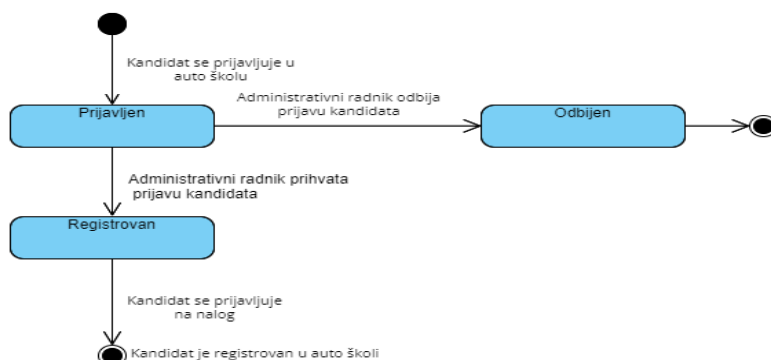 Kandidat se prijavljuje u
auto školu
Prijavljen
Administrativni radnik odbija
prijavu kandidata
Odbijen
Administrativni radnik prihvata
prijavu kandidata
Registrovan
Kandidat se prijavljuje
na nalog
Kandidat je registrovan u auto školi